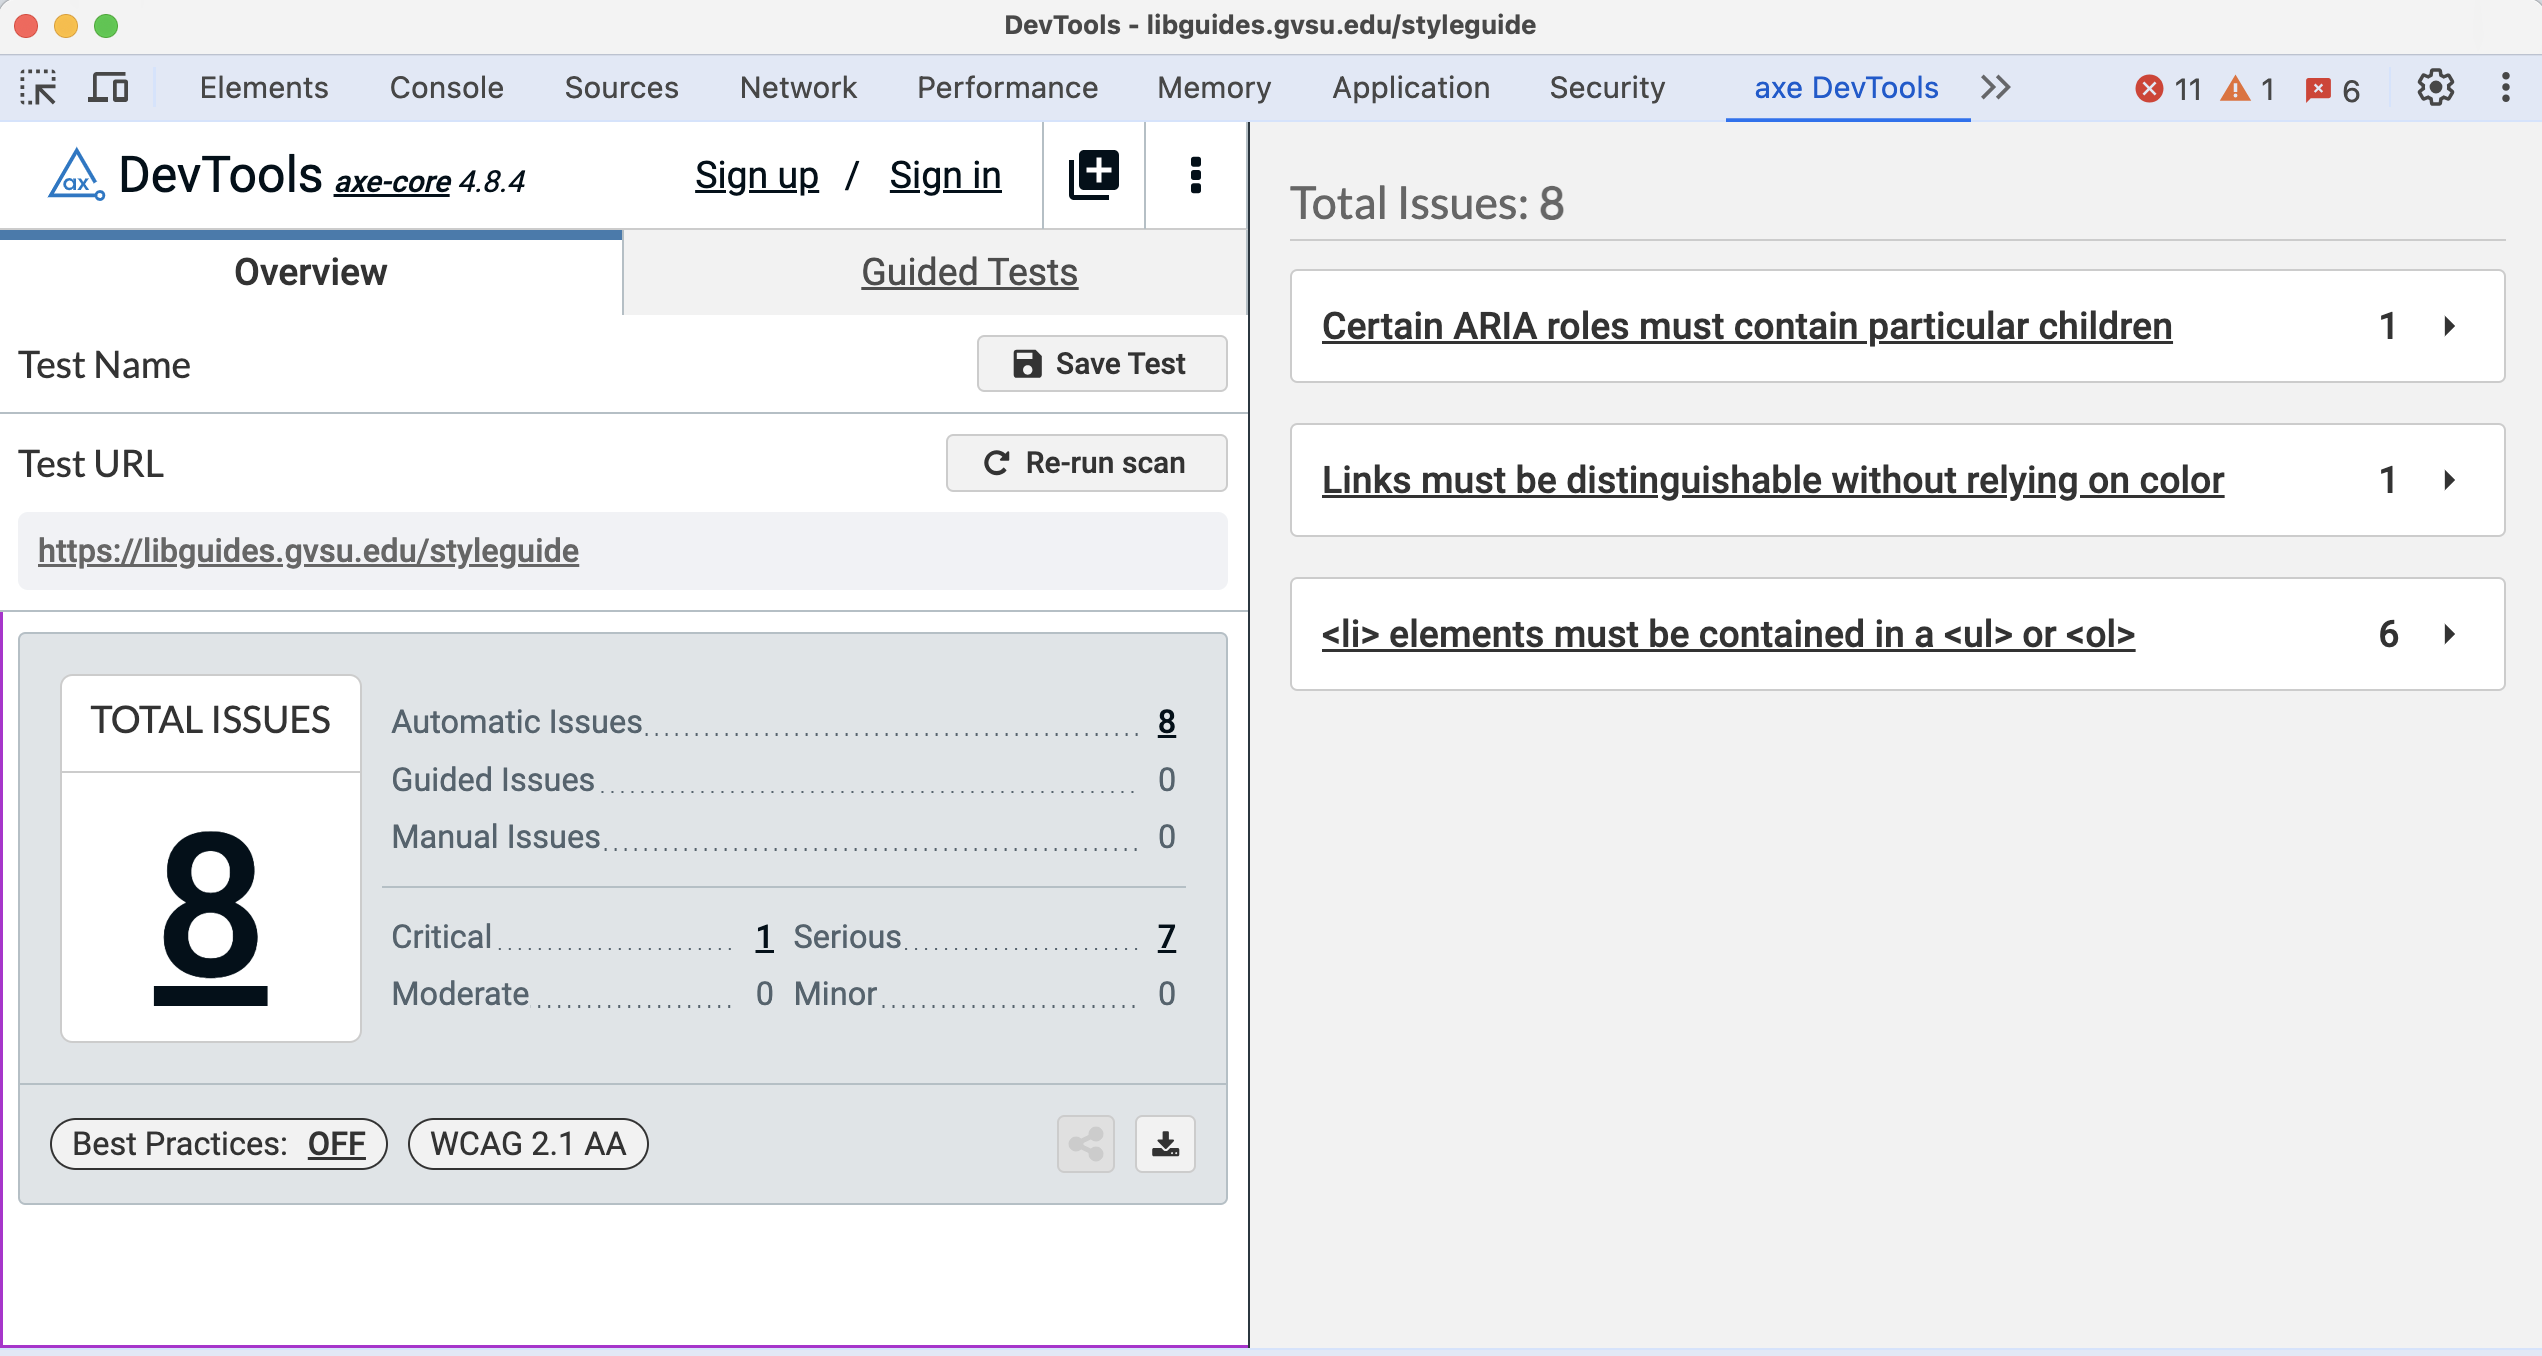 DevTools - libguides.gvsu.edu/styleguide
Elements Console Sources Network Performance Memory Application Security axe DevTools 11 1 6
ax DevTools axe-core 4.8.4 Sign up / Sign in
Overview Guided Tests
Test Name Save Test
Test URL Re-run scan
https://libguides.gvsu.edu/styleguide
TOTAL ISSUES
8
Automatic Issues 8
Guided Issues 0
Manual Issues 0
Critical 1 Serious 7
Moderate 0 Minor 0
Best Practices: OFF WCAG 2.1 AA
Total Issues: 8
Certain ARIA roles must contain particular children 1
Links must be distinguishable without relying on color 1
<li> elements must be contained in a <ul> or <ol> 6